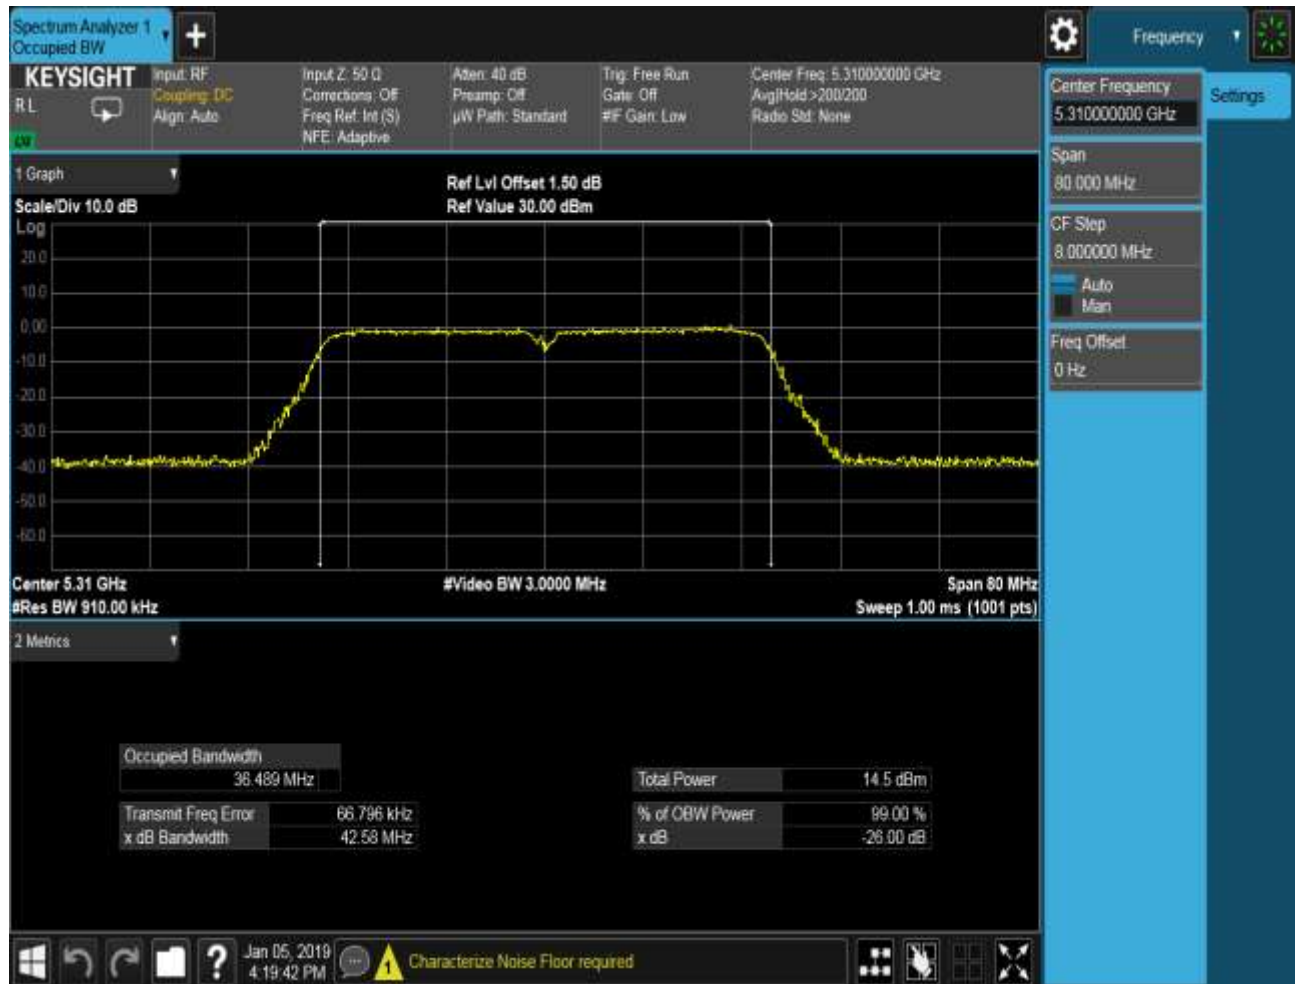 Spectrum Analyzer 1
Occupied BW
Frequency
KEYSIGHT
R L
Input: RF
Coupling: DC
Align: Auto
Input Z: 50 Ω
Corrections: Off
Freq Ref: Int (S)
NFE: Adaptive
Atten: 40 dB
Preamp: Off
µW Path: Standard
Trig: Free Run
Gate: Off
#IF Gain: Low
Center Freq: 5.310000000 GHz
Avg|Hold:>200/200
Radio Std: None
Center Frequency
5.310000000 GHz
Settings
Span
80.000 MHz
CF Step
8.000000 MHz
Auto
Man
Freq Offset
0 Hz
1 Graph
Scale/Div 10.0 dB
Ref Lvl Offset 1.50 dB
Ref Value 30.00 dBm
Log
20.0
10.0
0.00
-10.0
-20.0
-30.0
-40.0
-50.0
-60.0
Center 5.31 GHz
#Video BW 3.0000 MHz
Span 80 MHz
#Res BW 910.00 kHz
Sweep 1.00 ms (1001 pts)
2 Metrics
Occupied Bandwidth
36.489 MHz
Transmit Freq Error 66.796 kHz
x dB Bandwidth 42.58 MHz
Total Power 14.5 dBm
% of OBW Power 99.00 %
x dB -26.00 dB
?
Jan 05, 2019
4:19:42 PM
1
Characterize Noise Floor required